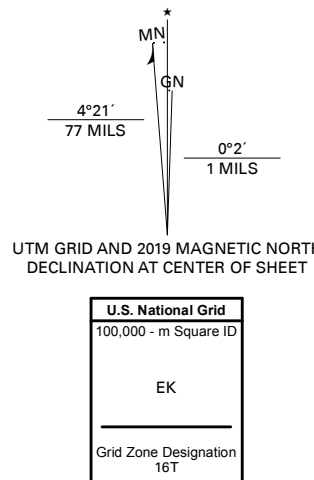 ★
MN
GN
4°21´
77 MILS
0°2´
1 MILS
UTM GRID AND 2019 MAGNETIC NORTH
DECLINATION AT CENTER OF SHEET
U.S. National Grid
100,000 - m Square ID
EK
Grid Zone Designation
16T